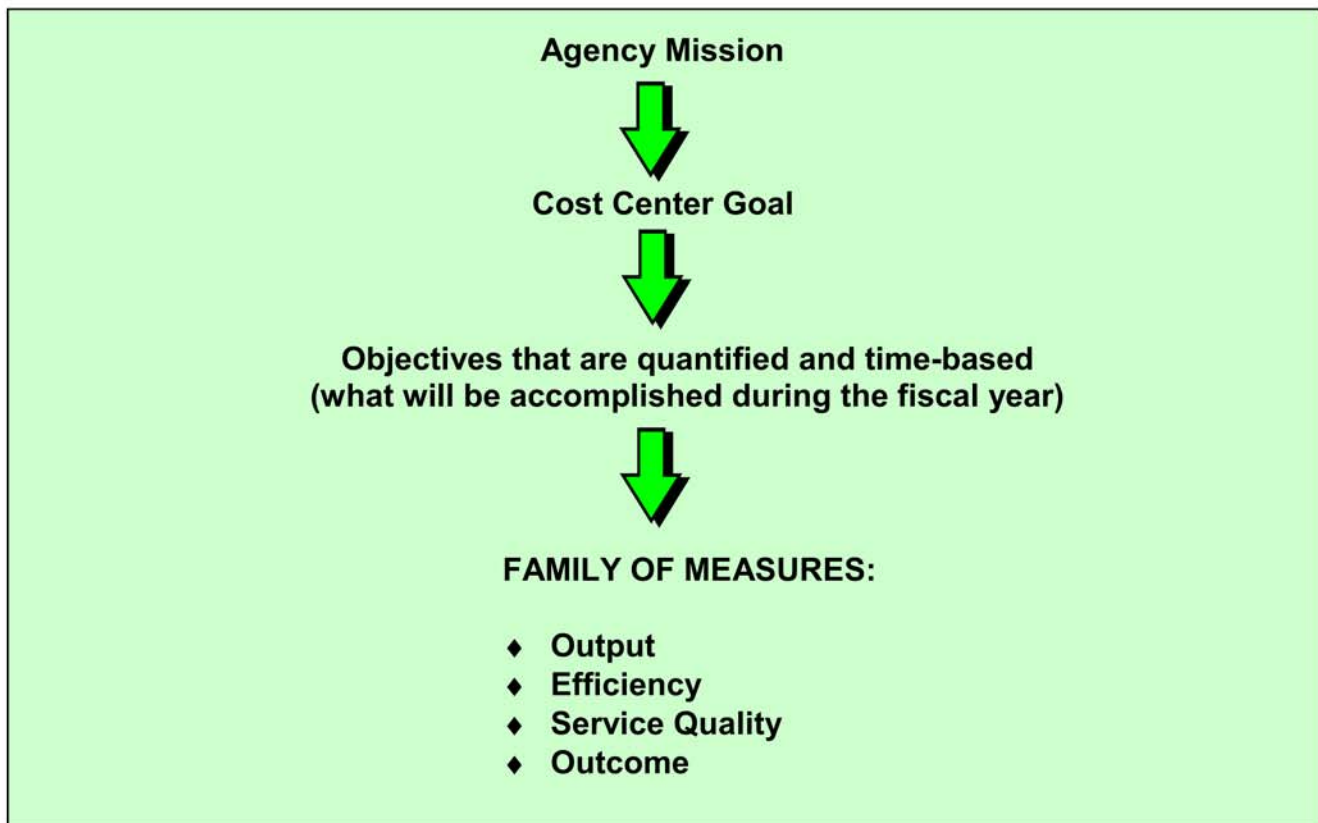 Agency Mission
Cost Center Goal
Objectives that are quantified and time-based
(what will be accomplished during the fiscal year)
FAMILY OF MEASURES:
♦ Output
♦ Efficiency
♦ Service Quality
♦ Outcome